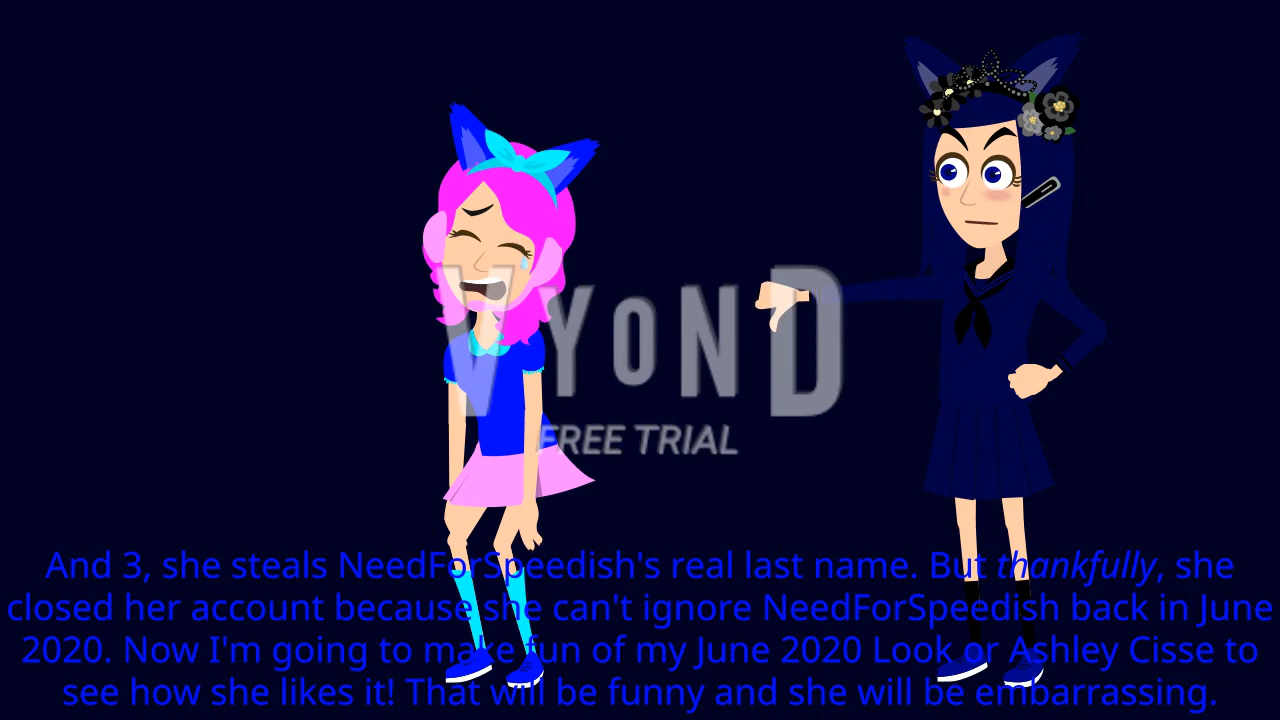 VYOND
FREE TRIAL
And 3, she steals NeedForSpeedish's real last name. But thankfully, she
closed her account because she can't ignore NeedForSpeedish back in June
2020. Now I'm going to make fun of my June 2020 Look or Ashley Cisse to
see how she likes it! That will be funny and she will be embarrassing.